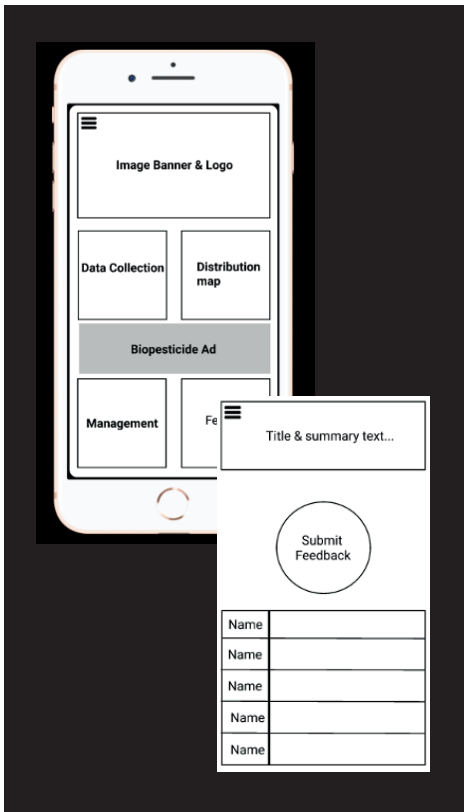 Image Banner & Logo
Data Collection
Distribution
map
Biopesticide Ad
Management
Fe
Title & summary text...
Submit
Feedback
Name
Name
Name
Name
Name